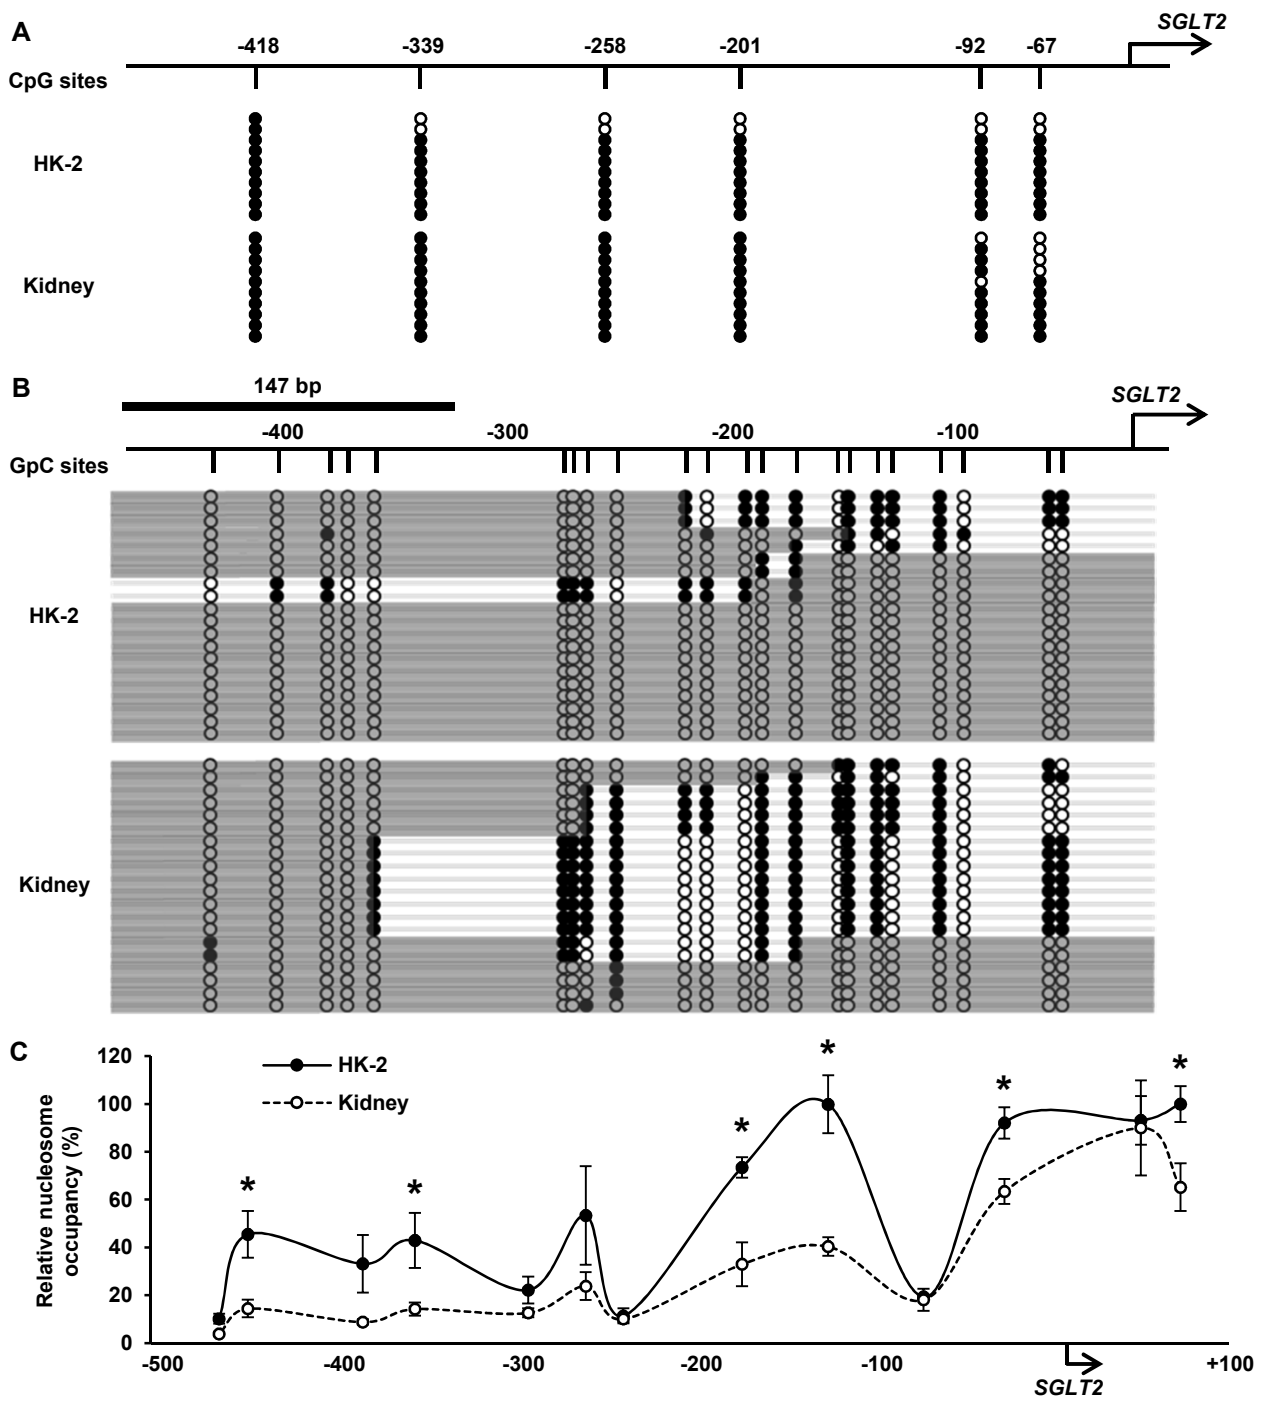 A
SGLT2
-418 -339 -258 -201 -92 -67
CpG sites
HK-2
Kidney
B
147 bp
SGLT2
-400 -300 -200 -100
GpC sites
HK-2
Kidney
C
Relative nucleosome
occupancy (%)
120
100
80
60
40
20
0
HK-2
Kidney
* * * * * *
-500 -400 -300 -200 -100 +100
SGLT2